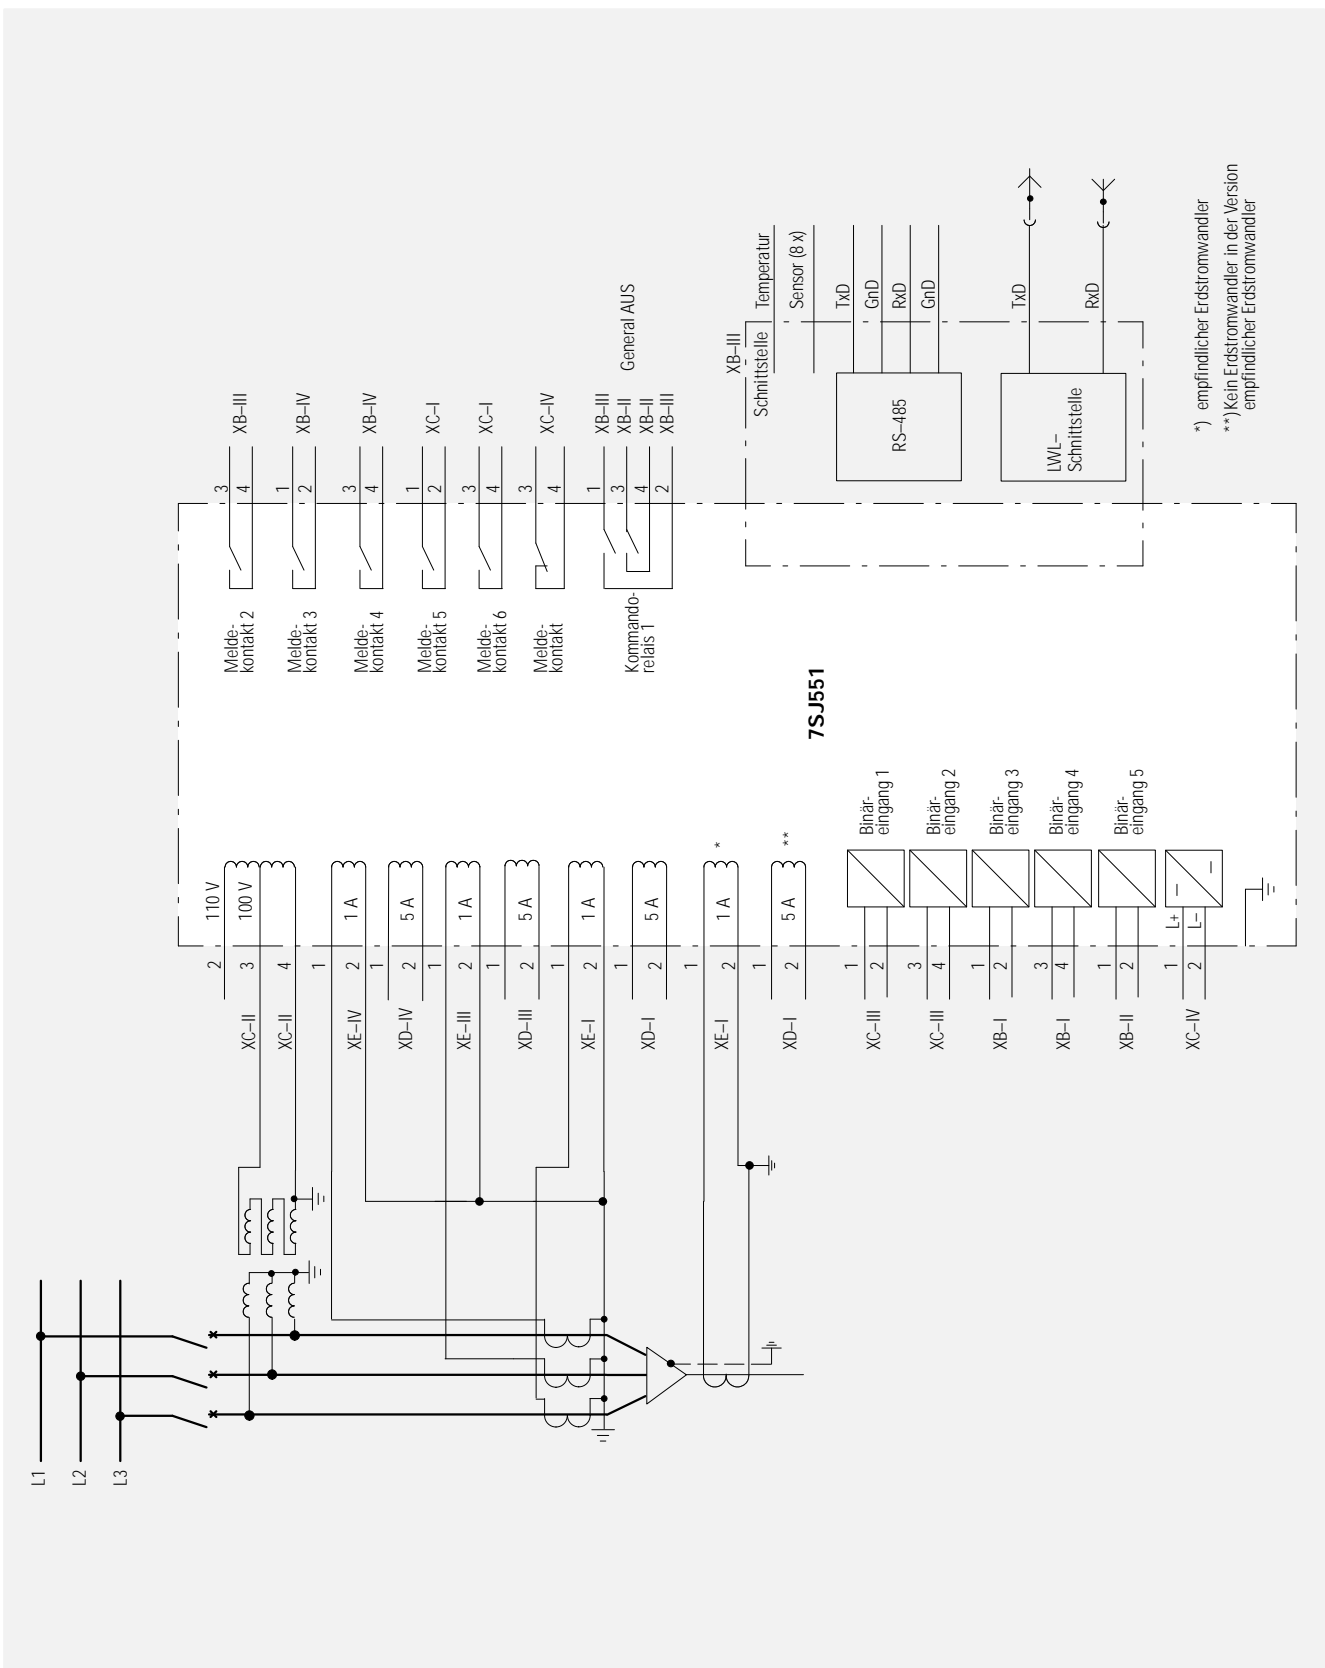 L1
L2
L3
XC–II
XC–II
XE–IV
XD–IV
XE–III
XD–III
XE–I
XD–I
XE–I
XD–I
XC–III
XC–III
XB–I
XB–I
XB–II
XC–IV
2
3
4
1
2
1
2
1
2
1
2
1
2
1
2
1
2
1
2
1
2
3
4
1
2
3
4
1
2
1
2
110 V
100 V
1 A
5 A
1 A
5 A
1 A
5 A
1 A
5 A
*
**
L+
L–
Binär-
eingang 1
Binär-
eingang 2
Binär-
eingang 3
Binär-
eingang 4
Binär-
eingang 5
7SJ551
Melde-
kontakt 2
Melde-
kontakt 3
Melde-
kontakt 4
Melde-
kontakt 5
Melde-
kontakt 6
Melde-
kontakt
Kommando-
relais 1
3
4
1
2
3
4
1
2
3
4
3
4
1
3
4
2
XB–III
XB–IV
XB–IV
XC–I
XC–I
XC–IV
XB–III
XB–II
XB–II
XB–III
General AUS
XB–III
Schnittstelle
Temperatur
Sensor (8 x)
RS–485
TxD
GnD
RxD
GnD
LWL–
Schnittstelle
TxD
RxD
*) empfindlicher Erdstromwandler
**) Kein Erdstromwandler in der Version
empfindlicher Erdstromwandler